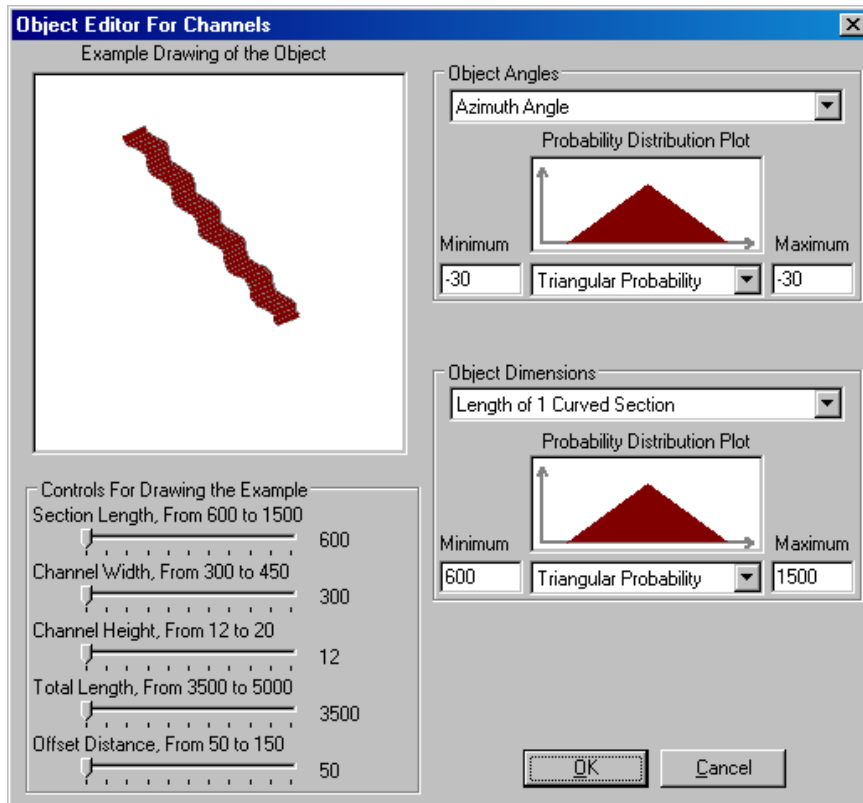 Object Editor For Channels
Example Drawing of the Object
Object Angles
Azimuth Angle
Probability Distribution Plot
Minimum
Maximum
-30
Triangular Probability
-30
Object Dimensions
Length of 1 Curved Section
Probability Distribution Plot
Minimum
Maximum
600
Triangular Probability
1500
Controls For Drawing the Example
Section Length, From 600 to 1500
600
Channel Width, From 300 to 450
300
Channel Height, From 12 to 20
12
Total Length, From 3500 to 5000
3500
Offset Distance, From 50 to 150
50
OK
Cancel